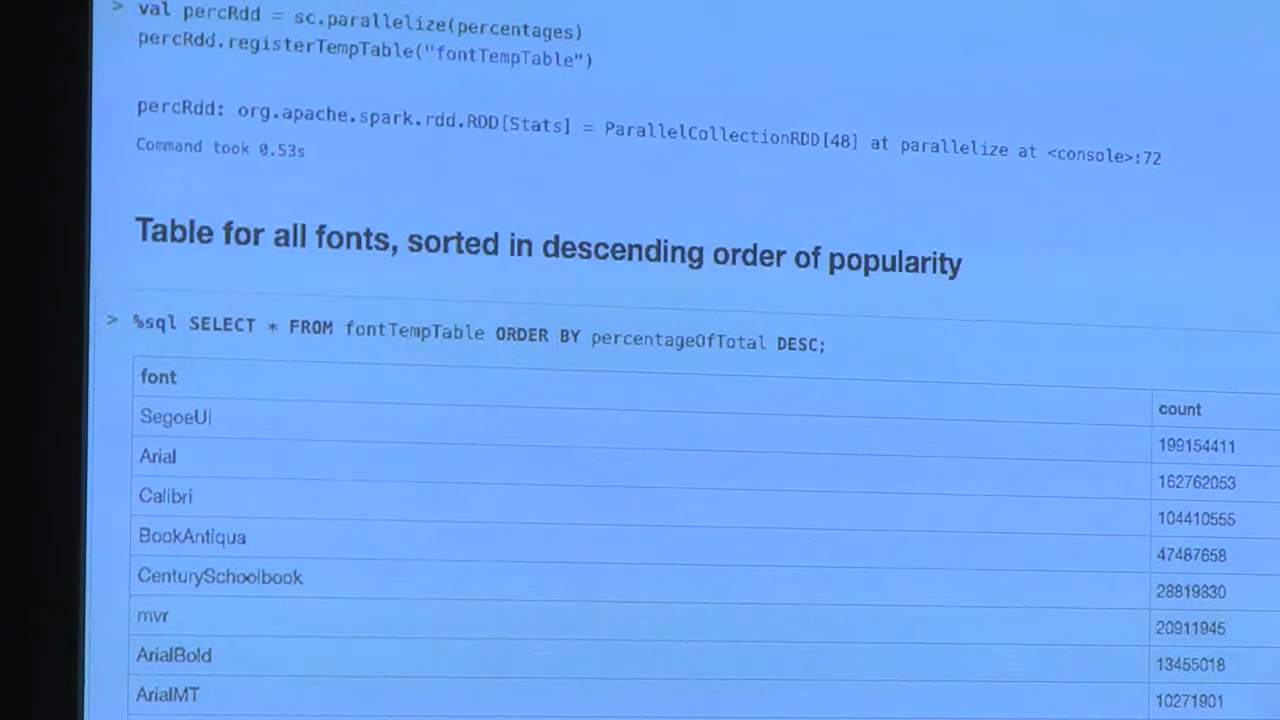 > val percRdd = sc.parallelize(percentages)
percRdd.registerTempTable("fontTempTable")
percRdd: org.apache.spark.rdd.RDD[Stats] = ParallelCollectionRDD[48] at parallelize at <console>:72
Command took 0.53s
Table for all fonts, sorted in descending order of popularity
> %sql SELECT * FROM fontTempTable ORDER BY percentageOfTotal DESC;
font count
SegoeUI 199154411
Arial 162762053
Calibri 104410555
BookAntiqua 47487658
CenturySchoolbook 28819830
mvr 20911945
ArialBold 13455018
ArialMT 10271901